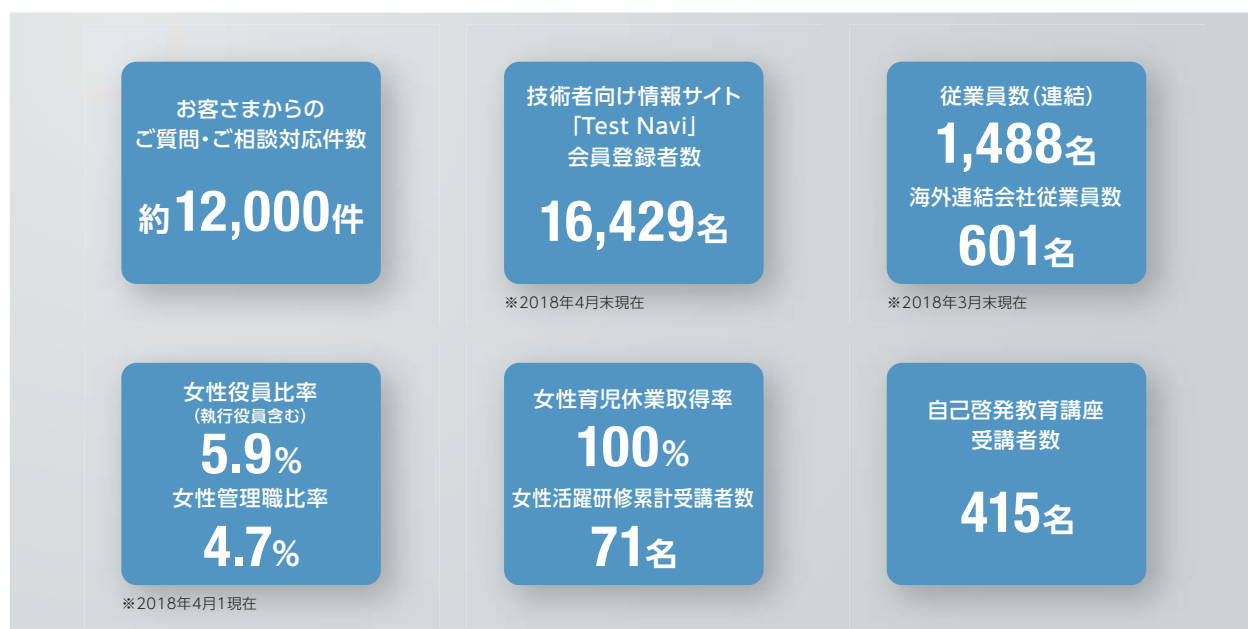 お客さまからの
ご質問・ご相談対応件数
約12,000件
技術者向け情報サイト
「Test Navi」
会員登録者数
16,429名
※2018年4月末現在
従業員数(連結)
1,488名
海外連結会社従業員数
601名
※2018年3月末現在
女性役員比率
(執行役員含む)
5.9%
女性管理職比率
4.7%
※2018年4月1現在
女性育児休業取得率
100%
女性活躍研修累計受講者数
71名
自己啓発教育講座
受講者数
415名